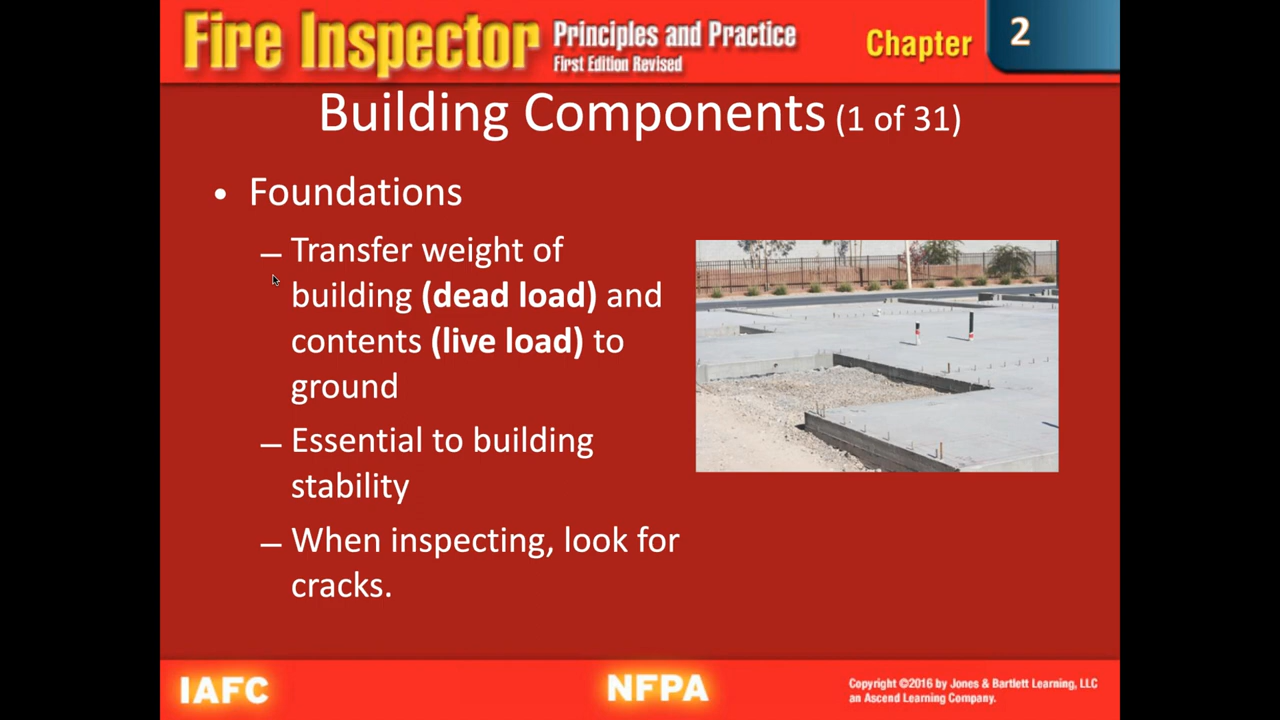 Fire Inspector Principles and Practice
First Edition Revised
Chapter 2
Building Components (1 of 31)
• Foundations
– Transfer weight of
building (dead load) and
contents (live load) to
ground
– Essential to building
stability
– When inspecting, look for
cracks.
IAFC
NFPA
Copyright ©2016 by Jones & Bartlett Learning, LLC
an Ascend Learning Company.